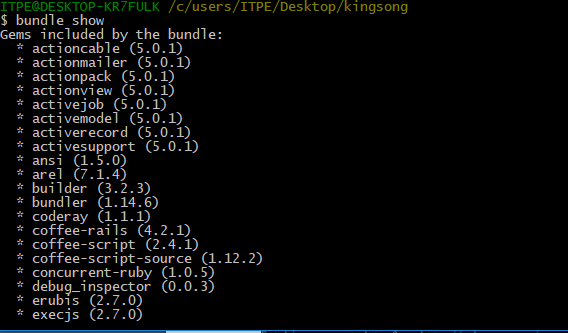 ITPE@DESKTOP-KR7FULK /c/users/ITPE/Desktop/kingsong
$ bundle show
Gems included by the bundle:
* actioncable (5.0.1)
* actionmailer (5.0.1)
* actionpack (5.0.1)
* actionview (5.0.1)
* activejob (5.0.1)
* activemodel (5.0.1)
* activerecord (5.0.1)
* activesupport (5.0.1)
* ansi (1.5.0)
* arel (7.1.4)
* builder (3.2.3)
* bundler (1.14.6)
* coderay (1.1.1)
* coffee-rails (4.2.1)
* coffee-script (2.4.1)
* coffee-script-source (1.12.2)
* concurrent-ruby (1.0.5)
* debug_inspector (0.0.3)
* erubis (2.7.0)
* execjs (2.7.0)